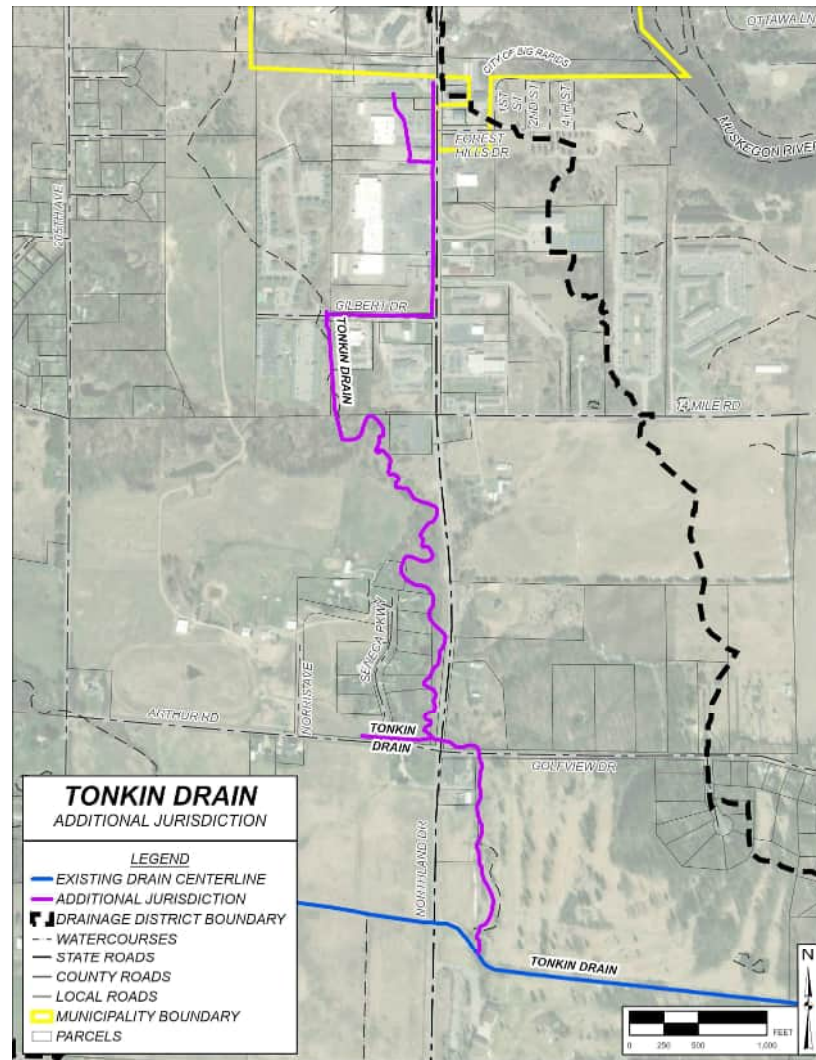 OTTAWA LN
CITY OF BIG RAPIDS
1ST ST
2ND ST
4TH ST
MUSKEGON RIVER
FOREST
HILLS DR
205TH AVE
GILBERT DR
TONKIN DRAIN
14 MILE RD
SENECA PKWY
NORRIS AVE
ARTHUR RD
TONKIN
DRAIN
GOLFVIEW DR
NORTHLAND DR
TONKIN DRAIN
TONKIN DRAIN
ADDITIONAL JURISDICTION
LEGEND
EXISTING DRAIN CENTERLINE
ADDITIONAL JURISDICTION
DRAINAGE DISTRICT BOUNDARY
WATERCOURSES
STATE ROADS
COUNTY ROADS
LOCAL ROADS
MUNICIPALITY BOUNDARY
PARCELS
N
FEET
0 250 500 1,000